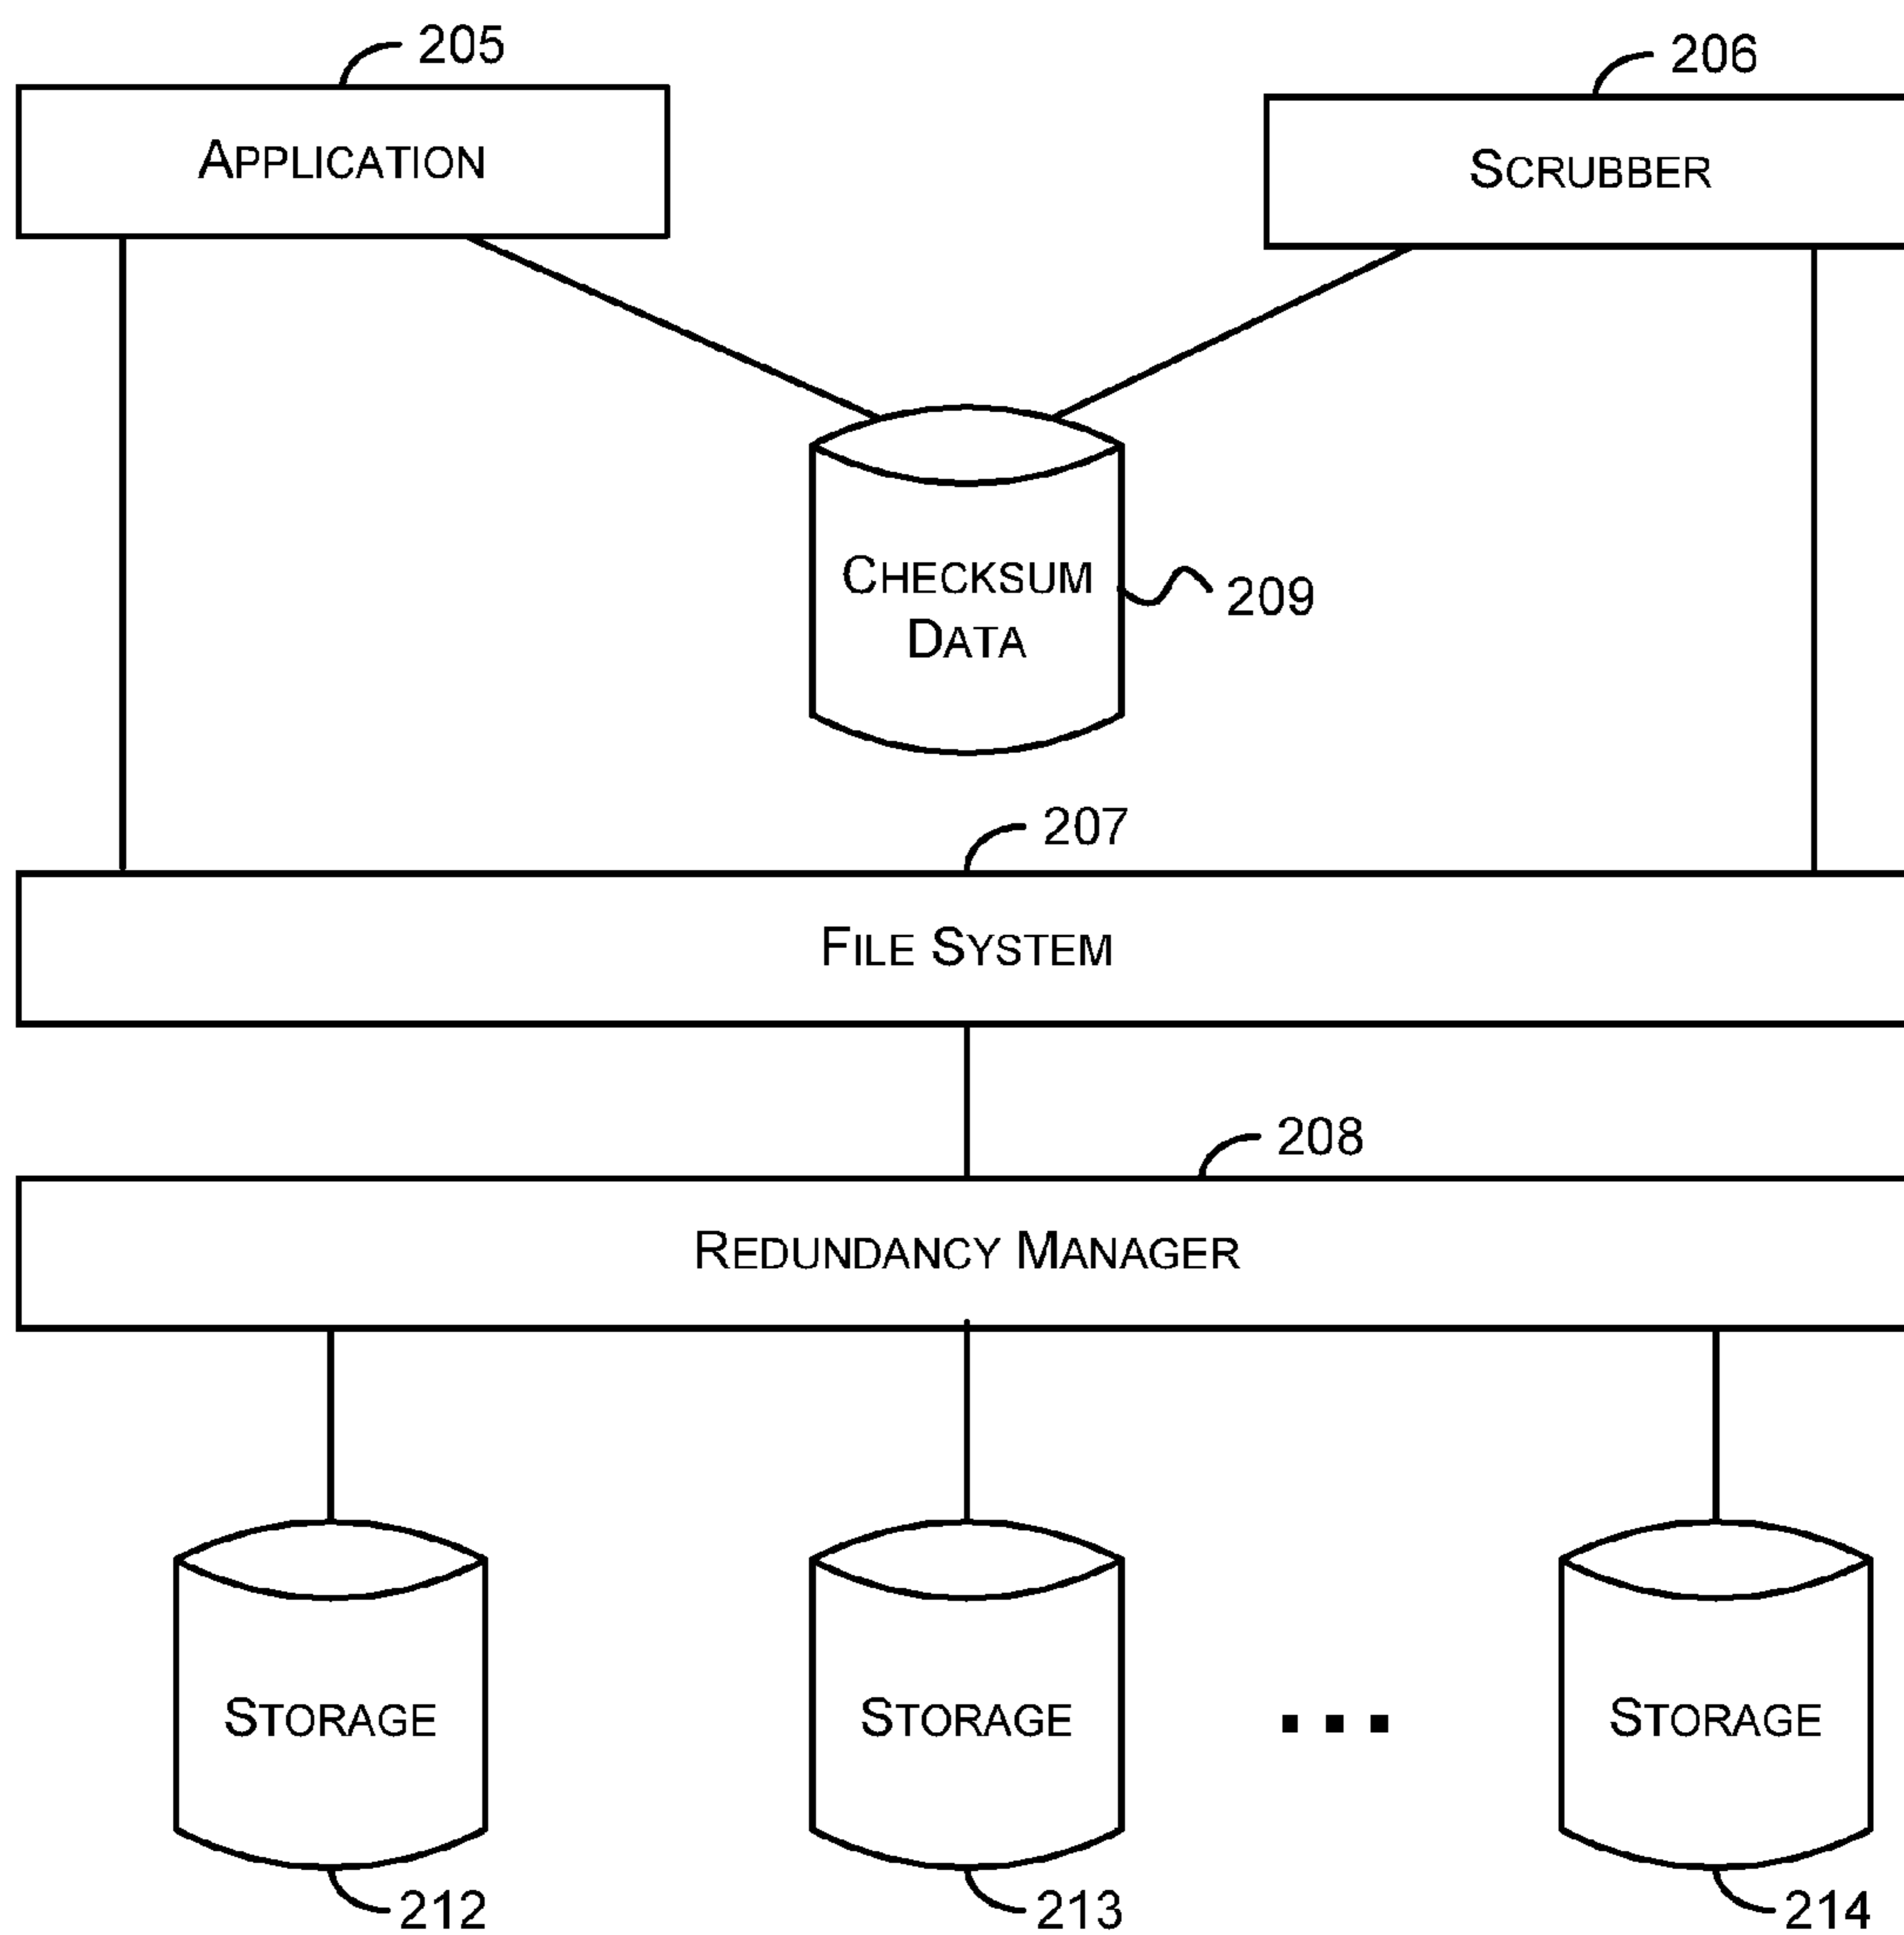 205
206
APPLICATION
SCRUBBER
CHECKSUM
DATA
209
207
FILE SYSTEM
208
REDUNDANCY MANAGER
STORAGE
STORAGE
STORAGE
212
213
214